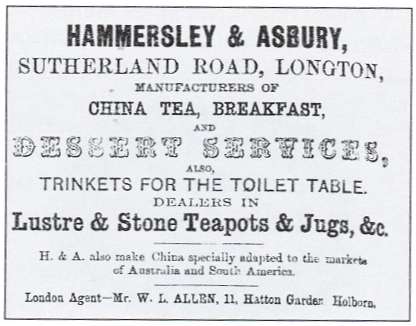 HAMMERSLEY & ASBURY,
SUTHERLAND ROAD, LONGTON,
MANUFACTURERS OF
CHINA TEA, BREAKFAST,
AND
DESSERT SERVICES,
ALSO,
TRINKETS FOR THE TOILET TABLE.
DEALERS IN
Lustre & Stone Teapots & Jugs, &c.
H. & A. also make China specially adapted to the markets
of Australia and South America.
London Agent—Mr. W. L. ALLEN, 11, Hatton Garden Holborn.